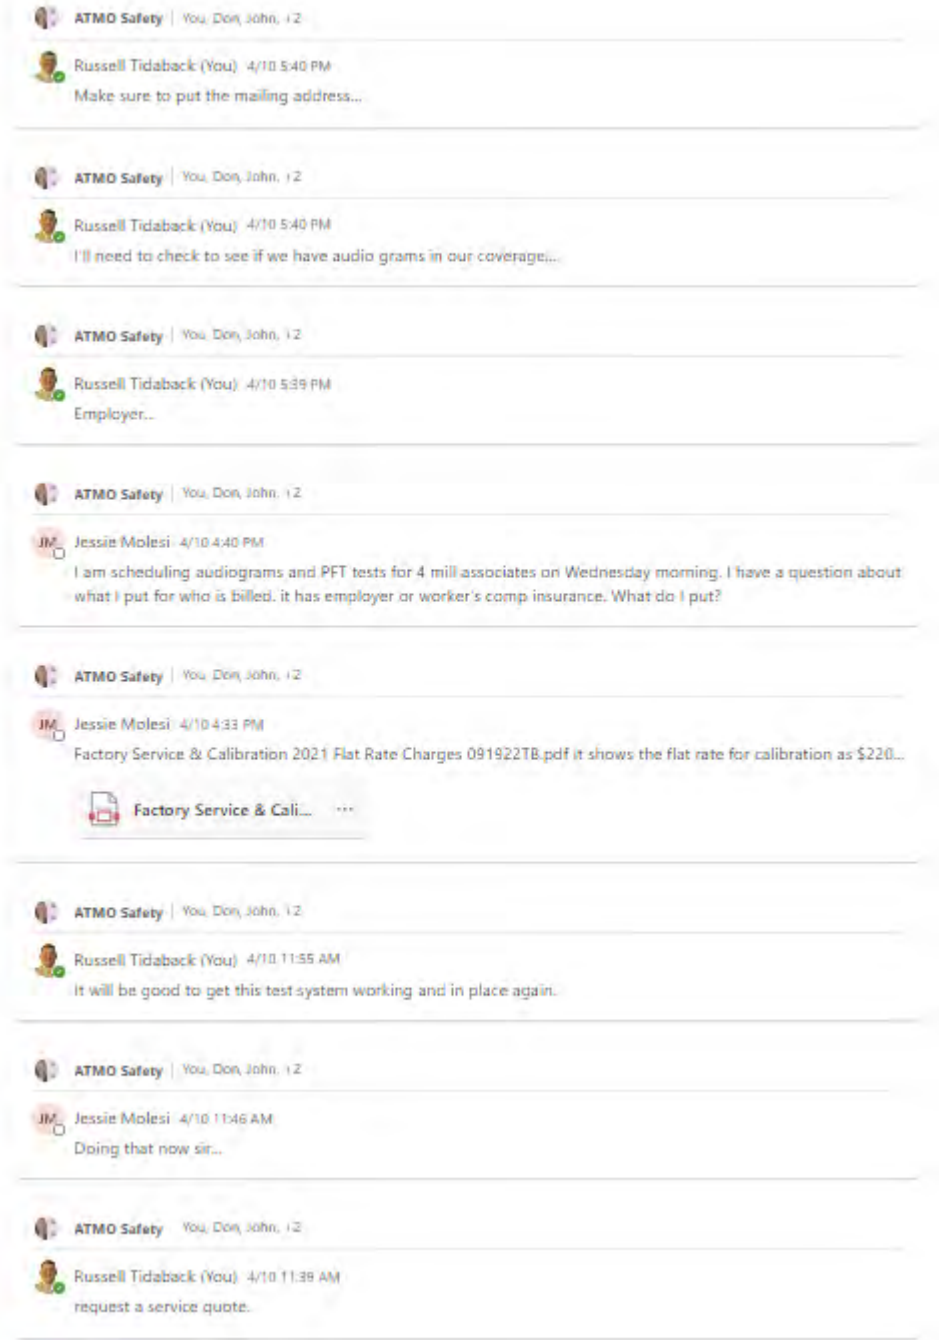 ATMO Safety | You, Don, John, +2
Russell Tidaback (You) 4/10 5:40 PM
Make sure to put the mailing address...
ATMO Safety | You, Don, John, +2
Russell Tidaback (You) 4/10 5:40 PM
I'll need to check to see if we have audio grams in our coverage...
ATMO Safety | You, Don, John, +2
Russell Tidaback (You) 4/10 5:39 PM
Employer...
ATMO Safety | You, Don, John, +2
JM Jessie Molesi 4/10 4:40 PM
I am scheduling audiograms and PFT tests for 4 mill associates on Wednesday morning. I have a question about
what I put for who is billed. it has employer or worker's comp insurance. What do I put?
ATMO Safety | You, Don, John, +2
JM Jessie Molesi 4/10 4:33 PM
Factory Service & Calibration 2021 Flat Rate Charges 091922TB.pdf it shows the flat rate for calibration as $220...
Factory Service & Cali... ...
ATMO Safety | You, Don, John, +2
Russell Tidaback (You) 4/10 11:55 AM
It will be good to get this test system working and in place again.
ATMO Safety | You, Don, John, +2
JM Jessie Molesi 4/10 11:46 AM
Doing that now sir...
ATMO Safety You, Don, John, +2
Russell Tidaback (You) 4/10 11:39 AM
request a service quote.